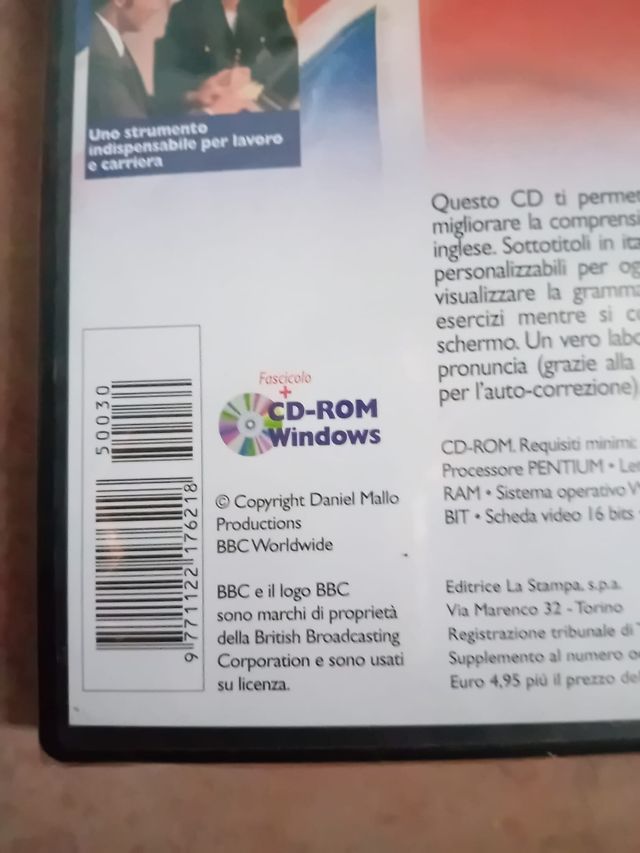 Uno strumento
indispensabile per lavoro
e carriera
Questo CD ti
migliorare la
inglese. Sottotitoli in
personalizzabili per
visualizzare la
esercizi mentre si
schermo. Un vero
pronuncia (grazie alla
per l'auto-correzione)
Fascicolo
+
CD-ROM
Windows
50030
9 771122 176218
© Copyright Daniel Mallo
Productions
BBC Worldwide
BBC e il logo BBC
sono marchi di proprietà
della British Broadcasting
Corporation e sono usati
su licenza.
CD-ROM. Requisiti minimi:
Processore PENTIUM •
RAM • Sistema operativo
BIT • Scheda video 16 bits
Editrice La Stampa, s.p.a.
Via Marenco 32 - Torino
Registrazione tribunale di
Supplemento al numero
Euro 4,95 più il prezzo